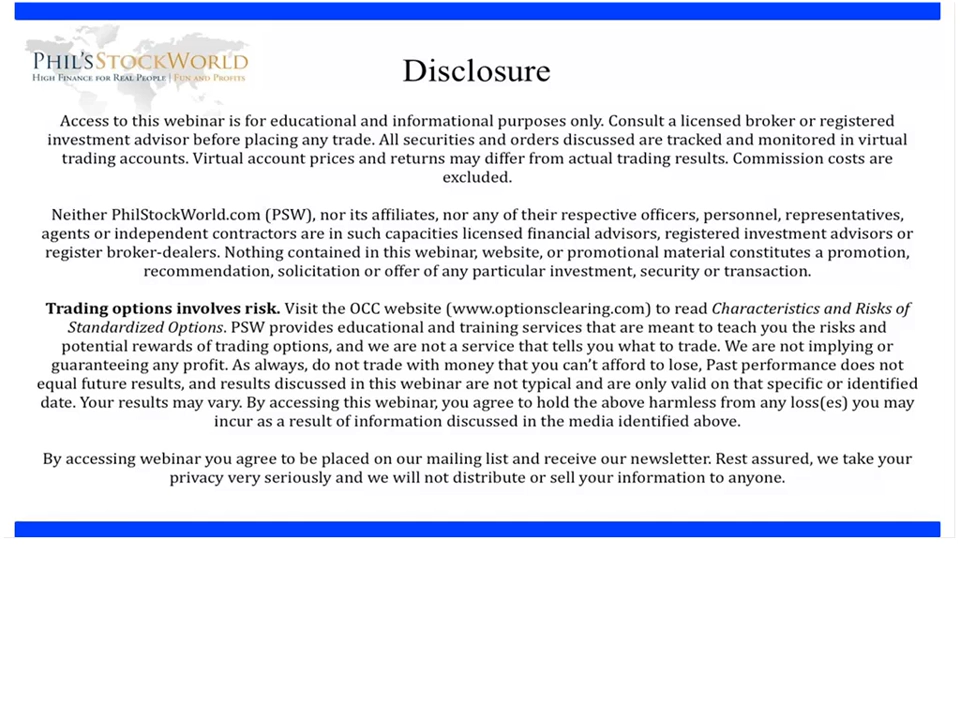 PHIL'SSTOCKWORLD
HIGH FINANCE FOR REAL PEOPLE | FUN AND PROFITS
Disclosure
Access to this webinar is for educational and informational purposes only. Consult a licensed broker or registered
investment advisor before placing any trade. All securities and orders discussed are tracked and monitored in virtual
trading accounts. Virtual account prices and returns may differ from actual trading results. Commission costs are
excluded.
Neither PhilStockWorld.com (PSW), nor its affiliates, nor any of their respective officers, personnel, representatives,
agents or independent contractors are in such capacities licensed financial advisors, registered investment advisors or
register broker-dealers. Nothing contained in this webinar, website, or promotional material constitutes a promotion,
recommendation, solicitation or offer of any particular investment, security or transaction.
Trading options involves risk. Visit the OCC website (www.optionsclearing.com) to read Characteristics and Risks of
Standardized Options. PSW provides educational and training services that are meant to teach you the risks and
potential rewards of trading options, and we are not a service that tells you what to trade. We are not implying or
guaranteeing any profit. As always, do not trade with money that you can't afford to lose, Past performance does not
equal future results, and results discussed in this webinar are not typical and are only valid on that specific or identified
date. Your results may vary. By accessing this webinar, you agree to hold the above harmless from any loss(es) you may
incur as a result of information discussed in the media identified above.
By accessing webinar you agree to be placed on our mailing list and receive our newsletter. Rest assured, we take your
privacy very seriously and we will not distribute or sell your information to anyone.